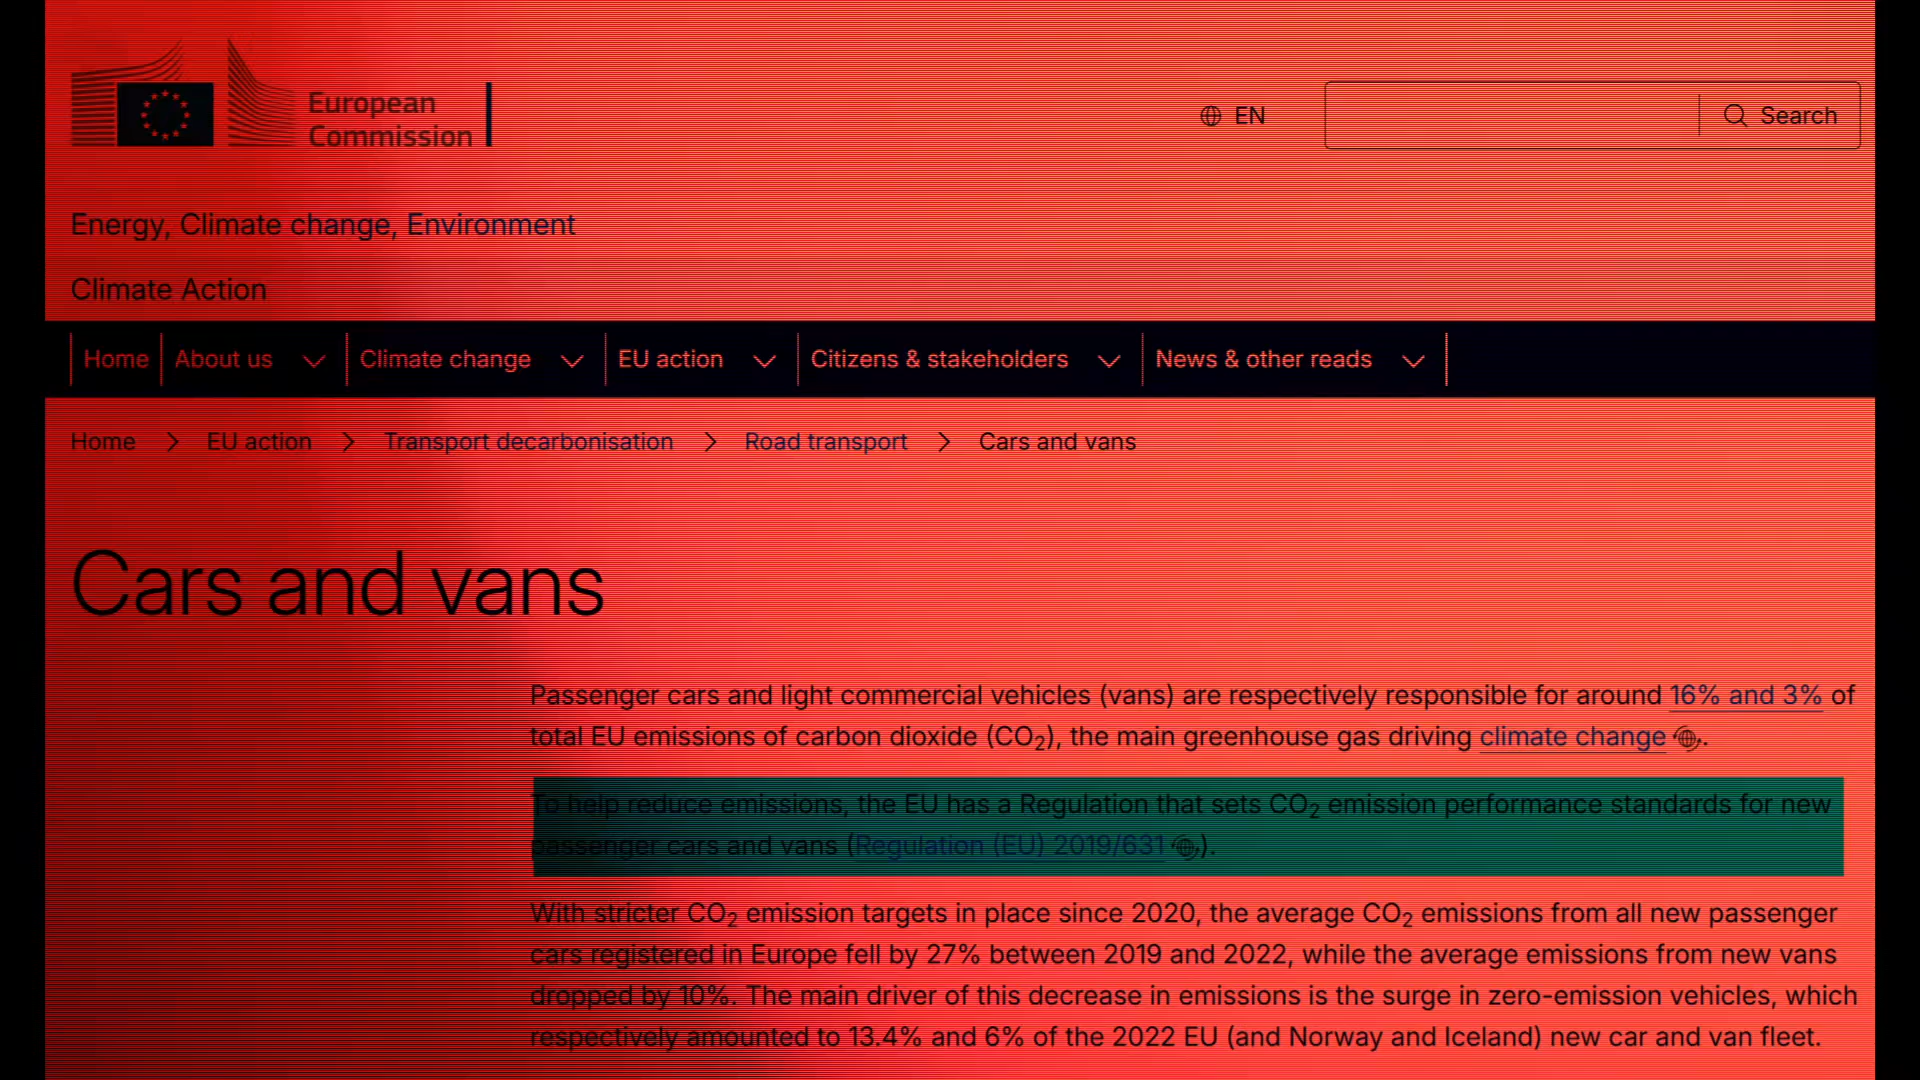 European
Commission
EN
Search
Energy, Climate change, Environment
Climate Action
Home
About us
Climate change
EU action
Citizens & stakeholders
News & other reads
Home
EU action
Transport decarbonisation
Road transport
Cars and vans
Cars and vans
Passenger cars and light commercial vehicles (vans) are respectively responsible for around 16% and 3% of
total EU emissions of carbon dioxide (CO₂), the main greenhouse gas driving climate change.
To help reduce emissions, the EU has a Regulation that sets CO₂ emission performance standards for new
passenger cars and vans (Regulation (EU) 2019/631).
With stricter CO₂ emission targets in place since 2020, the average CO₂ emissions from all new passenger
cars registered in Europe fell by 27% between 2019 and 2022, while the average emissions from new vans
dropped by 10%. The main driver of this decrease in emissions is the surge in zero-emission vehicles, which
respectively amounted to 13.4% and 6% of the 2022 EU (and Norway and Iceland) new car and van fleet.